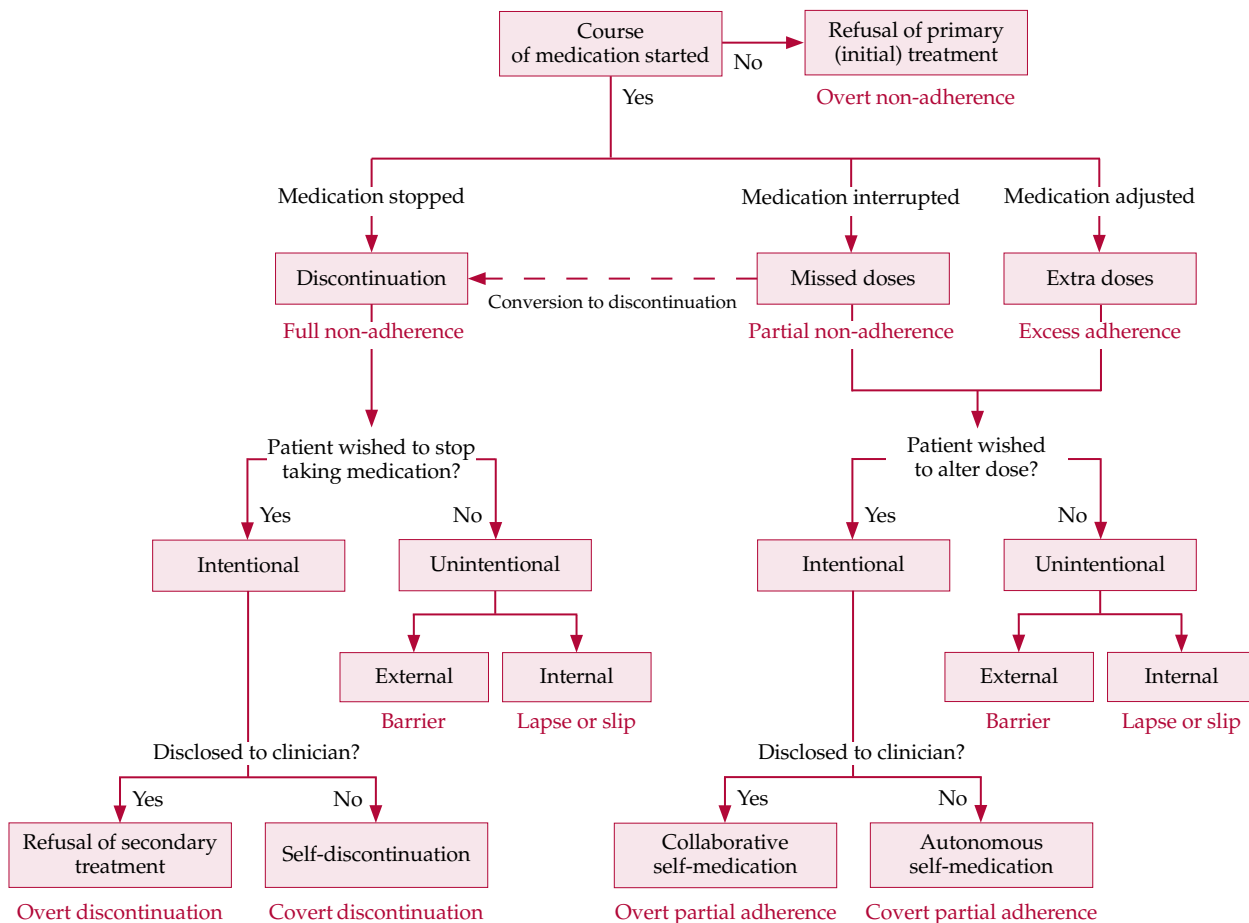 Course
of medication started
No
Refusal of primary
(initial) treatment
Overt non-adherence
Yes
Medication stopped
Medication interrupted
Medication adjusted
Discontinuation
Conversion to discontinuation
Missed doses
Extra doses
Full non-adherence
Partial non-adherence
Excess adherence
Patient wished to stop
taking medication?
Patient wished
to alter dose?
Yes
No
Yes
No
Intentional
Unintentional
Intentional
Unintentional
External
Internal
External
Internal
Barrier
Lapse or slip
Barrier
Lapse or slip
Disclosed to clinician?
Disclosed to clinician?
Yes
No
Yes
No
Refusal of secondary
treatment
Self-discontinuation
Collaborative
self-medication
Autonomous
self-medication
Overt discontinuation
Covert discontinuation
Overt partial adherence
Covert partial adherence